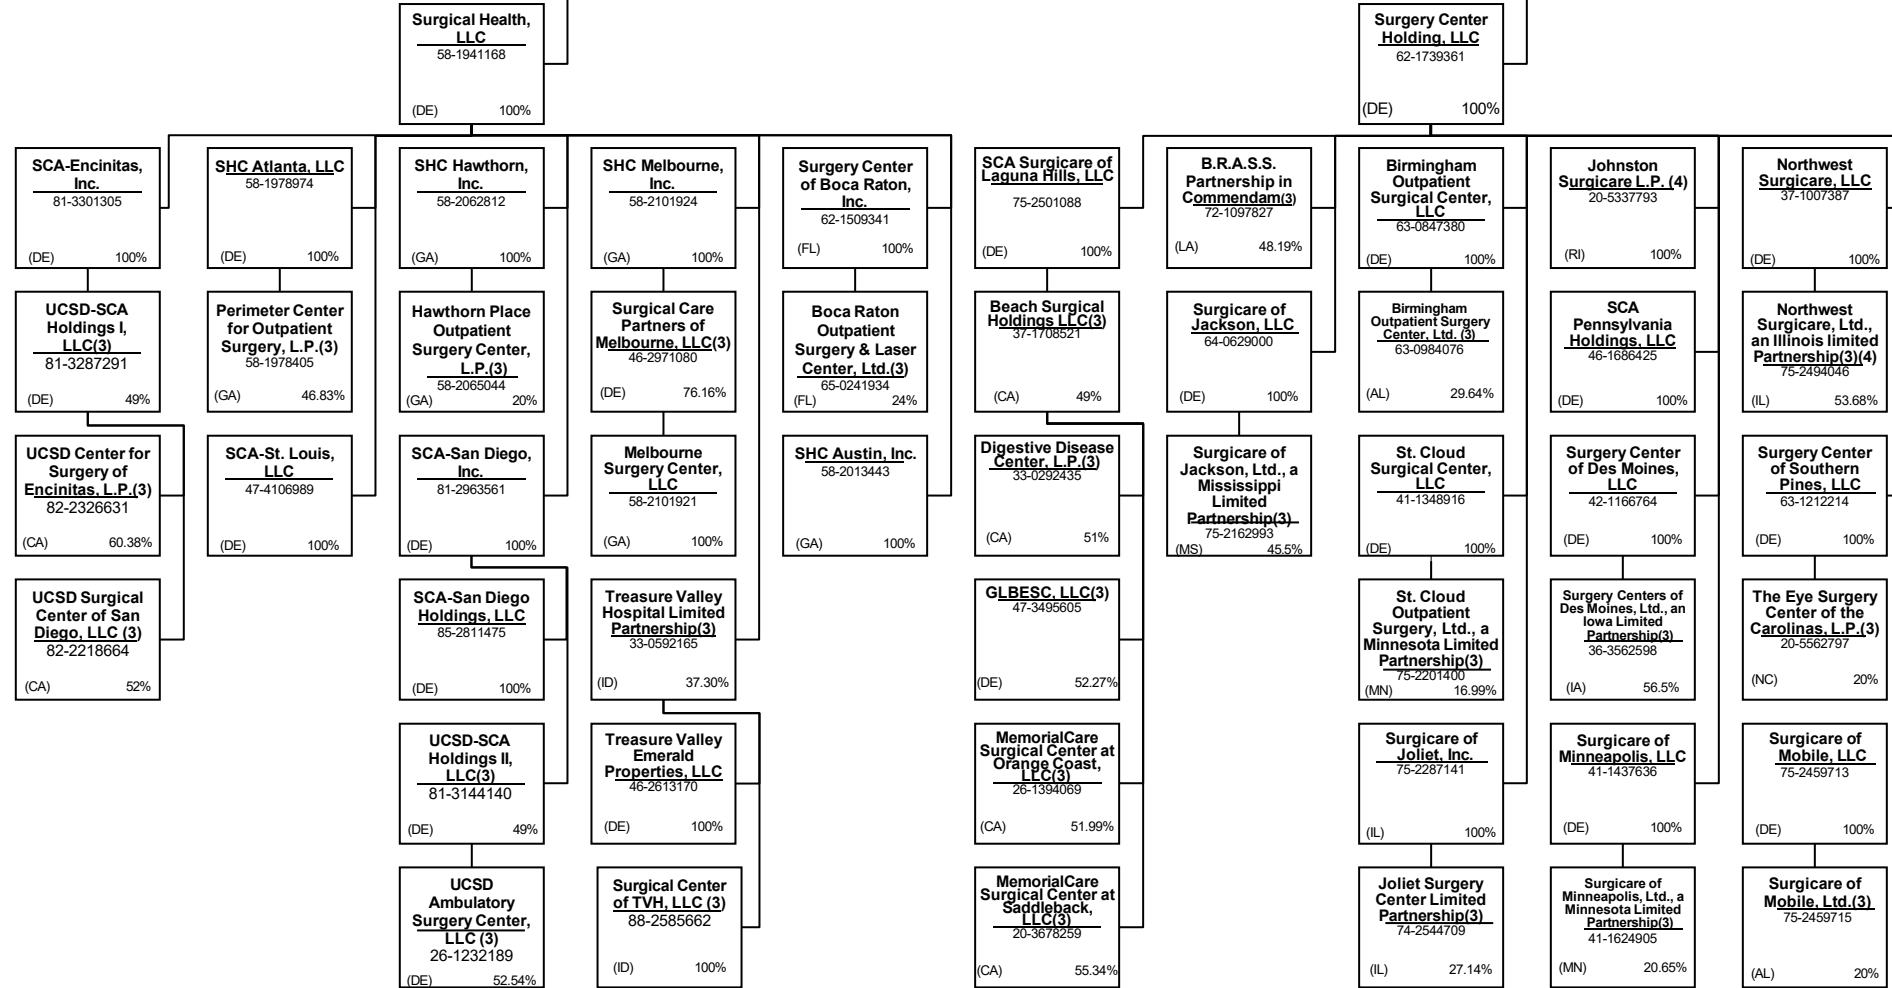 Surgical Health,
LLC
58-1941168
(DE) 100%
Surgery Center
Holding, LLC
62-1739361
(DE) 100%
SCA-Encinitas,
Inc.
81-3301305
(DE) 100%
SHC Atlanta, LLC
58-1978974
(DE) 100%
SHC Hawthorn,
Inc.
58-2062812
(GA) 100%
SHC Melbourne,
Inc.
58-2101924
(GA) 100%
Surgery Center
of Boca Raton,
Inc.
62-1509341
(FL) 100%
SCA Surgicare of
Laguna Hills, LLC
75-2501088
(DE) 100%
B.R.A.S.S.
Partnership in
Commendam(3)
72-1097827
(LA) 48.19%
Birmingham
Outpatient
Surgical Center,
LLC
63-0847380
(DE) 100%
Johnston
Surgicare L.P. (4)
20-5337793
(RI) 100%
Northwest
Surgicare, LLC
37-1007387
(DE) 100%
UCSD-SCA
Holdings I,
LLC(3)
81-3287291
(DE) 49%
Perimeter Center
for Outpatient
Surgery, L.P.(3)
58-1978405
(GA) 46.83%
Hawthorn Place
Outpatient
Surgery Center,
L.P.(3)
58-2065044
(GA) 20%
Surgical Care
Partners of
Melbourne, LLC(3)
46-2971080
(DE) 76.16%
Boca Raton
Outpatient
Surgery & Laser
Center, Ltd.(3)
65-0241934
(FL) 24%
Beach Surgical
Holdings LLC(3)
37-1708521
(CA) 49%
Surgicare of
Jackson, LLC
64-0629000
(DE) 100%
Birmingham
Outpatient Surgery
Center, Ltd. (3)
63-0984076
(AL) 29.64%
SCA
Pennsylvania
Holdings, LLC
46-1686425
(DE) 100%
Northwest
Surgicare, Ltd.,
an Illinois limited
Partnership(3)(4)
75-2494046
(IL) 53.68%
UCSD Center for
Surgery of
Encinitas, L.P.(3)
82-2326631
(CA) 60.38%
SCA-St. Louis,
LLC
47-4106989
(DE) 100%
SCA-San Diego,
Inc.
81-2963561
(DE) 100%
Melbourne
Surgery Center,
LLC
58-2101921
(GA) 100%
SHC Austin, Inc.
58-2013443
(GA) 100%
Digestive Disease
Center, L.P.(3)
33-0292435
(CA) 51%
Surgicare of
Jackson, Ltd., a
Mississippi
Limited
Partnership(3)
75-2162993
(MS) 45.5%
St. Cloud
Surgical Center,
LLC
41-1348916
(DE) 100%
Surgery Center
of Des Moines,
LLC
42-1166764
(DE) 100%
Surgery Center
of Southern
Pines, LLC
63-1212214
(DE) 100%
UCSD Surgical
Center of San
Diego, LLC (3)
82-2218664
(CA) 52%
SCA-San Diego
Holdings, LLC
85-2811475
(DE) 100%
Treasure Valley
Hospital Limited
Partnership(3)
33-0592165
(ID) 37.30%
GLBESC, LLC(3)
47-3495605
(DE) 52.27%
St. Cloud
Outpatient
Surgery, Ltd., a
Minnesota Limited
Partnership(3)
75-2201400
(MN) 16.99%
Surgery Centers of
Des Moines, Ltd., an
Iowa Limited
Partnership(3)
36-3562598
(IA) 56.5%
The Eye Surgery
Center of the
Carolinas, L.P.(3)
20-5562797
(NC) 20%
UCSD-SCA
Holdings II,
LLC(3)
81-3144140
(DE) 49%
Treasure Valley
Emerald
Properties, LLC
46-2613170
(DE) 100%
MemorialCare
Surgical Center at
Orange Coast,
LLC(3)
26-1394069
(CA) 51.99%
Surgicare of
Joliet, Inc.
75-2287141
(IL) 100%
Surgicare of
Minneapolis, LLC
41-1437636
(DE) 100%
Surgicare of
Mobile, LLC
75-2459713
(DE) 100%
UCSD
Ambulatory
Surgery Center,
LLC (3)
26-1232189
(DE) 52.54%
Surgical Center
of TVH, LLC (3)
88-2585662
(ID) 100%
MemorialCare
Surgical Center at
Saddleback,
LLC(3)
20-3678259
(CA) 55.34%
Joliet Surgery
Center Limited
Partnership(3)
74-2544709
(IL) 27.14%
Surgicare of
Minneapolis, Ltd., a
Minnesota Limited
Partnership(3)
41-1624905
(MN) 20.65%
Surgicare of
Mobile, Ltd.(3)
75-2459715
(AL) 20%